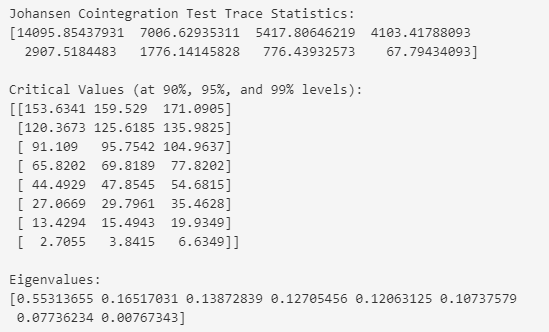 Johansen Cointegration Test Trace Statistics:
[14095.85437931  7006.62935311  5417.80646219  4103.41788093
  2907.5184483   1776.14145828   776.43932573    67.79434093]
Critical Values (at 90%, 95%, and 99% levels):
[[153.6341 159.529  171.0905]
 [120.3673 125.6185 135.9825]
 [ 91.109   95.7542 104.9637]
 [ 65.8202  69.8189  77.8202]
 [ 44.4929  47.8545  54.6815]
 [ 27.0669  29.7961  35.4628]
 [ 13.4294  15.4943  19.9349]
 [  2.7055   3.8415   6.6349]]
Eigenvalues:
[0.55313655 0.16517031 0.13872839 0.12705456 0.12063125 0.10737579
 0.07736234 0.00767343]